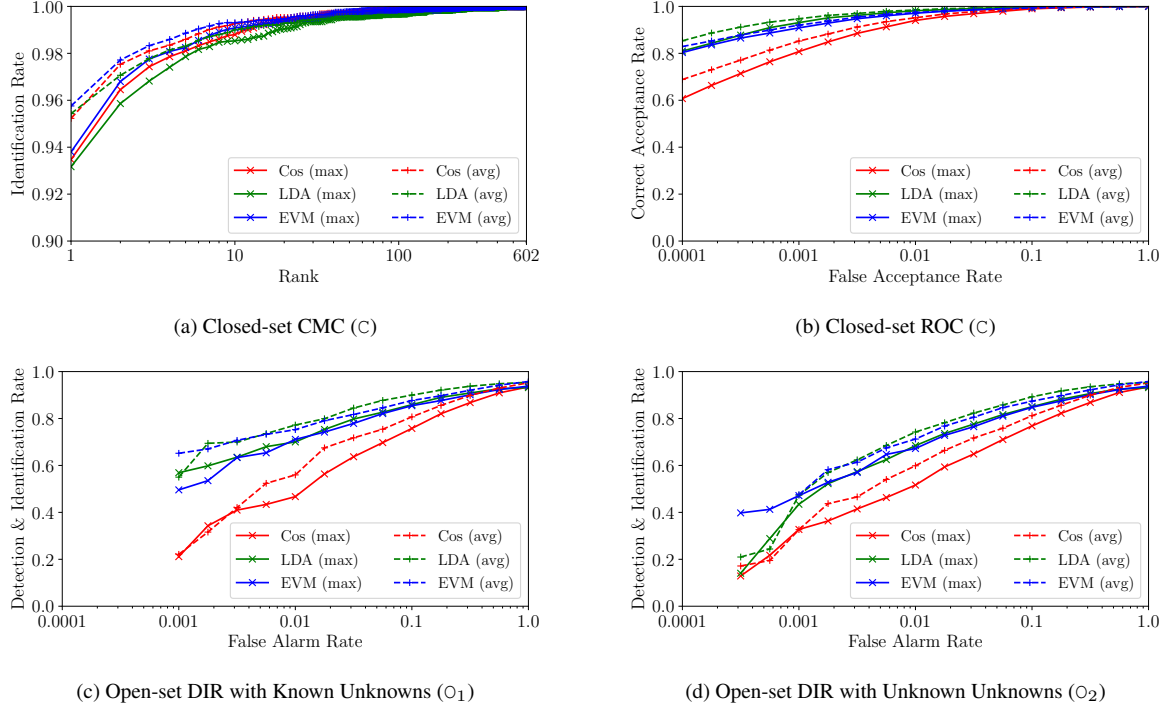 1.00
0.98
0.96
0.94
0.92
0.90
Identification Rate
Cos (max)
LDA (max)
EVM (max)
Cos (avg)
LDA (avg)
EVM (avg)
1
10
100
602
Rank
(a) Closed-set CMC (C)
1.0
0.8
0.6
0.4
0.2
0.0
Correct Acceptance Rate
Cos (max)
LDA (max)
EVM (max)
Cos (avg)
LDA (avg)
EVM (avg)
0.0001
0.001
0.01
0.1
1.0
False Acceptance Rate
(b) Closed-set ROC (C)
1.0
0.8
0.6
0.4
0.2
0.0
Detection & Identification Rate
Cos (max)
LDA (max)
EVM (max)
Cos (avg)
LDA (avg)
EVM (avg)
0.0001
0.001
0.01
0.1
1.0
False Alarm Rate
(c) Open-set DIR with Known Unknowns (O₁)
1.0
0.8
0.6
0.4
0.2
0.0
Detection & Identification Rate
Cos (max)
LDA (max)
EVM (max)
Cos (avg)
LDA (avg)
EVM (avg)
0.0001
0.001
0.01
0.1
1.0
False Alarm Rate
(d) Open-set DIR with Unknown Unknowns (O₂)